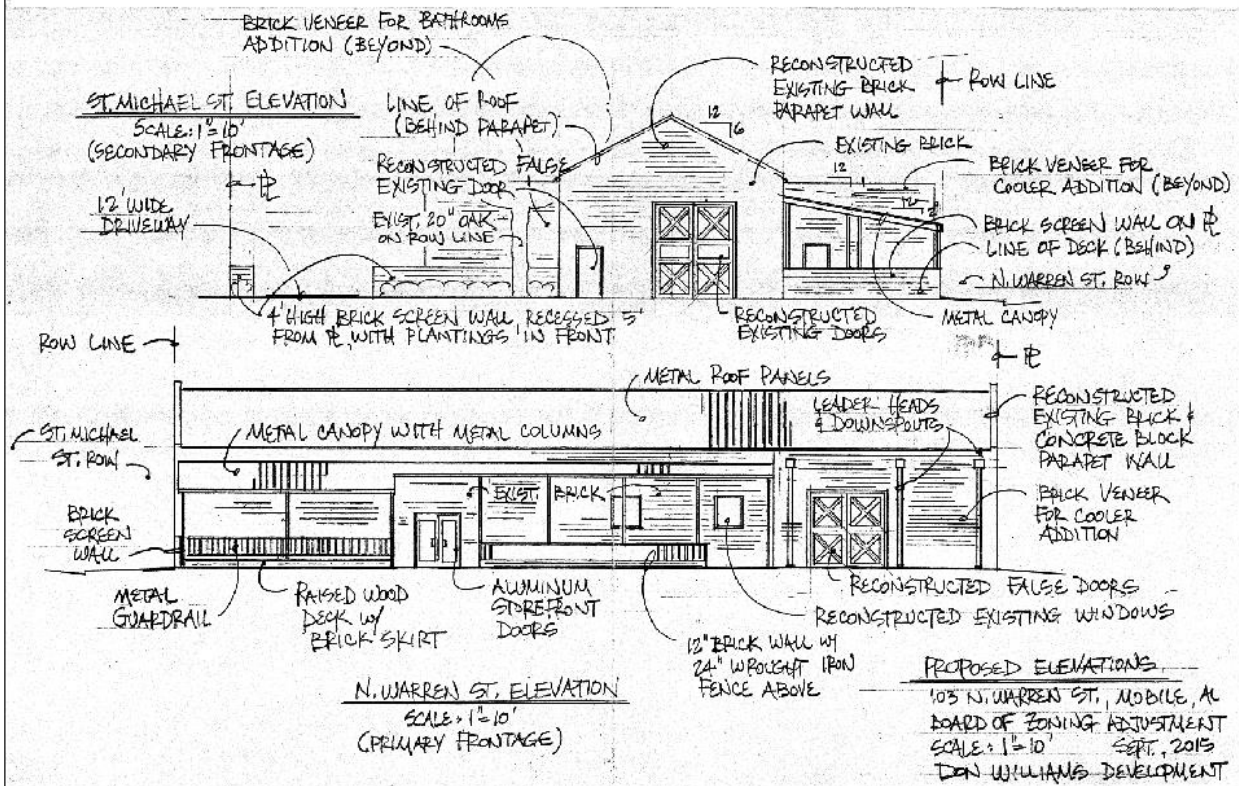 BRICK VENEER FOR BATHROOMS
ADDITION (BEYOND)
ST. MICHAEL ST. ELEVATION
SCALE: 1"=10'
(SECONDARY FRONTAGE)
LINE OF ROOF
(BEHIND PARAPET)
RECONSTRUCTED
EXISTING BRICK
PARAPET WALL
ROW LINE
12
6
EXISTING BRICK
RECONSTRUCTED FALSE
EXISTING DOOR
12
1
BRICK VENEER FOR
COOLER ADDITION (BEYOND)
PL
12' WIDE
DRIVEWAY
EXIST. 20" OAK
ON ROW LINE
12
2
BRICK SCREEN WALL ON PL
LINE OF DECK (BEHIND)
N. WARREN ST. ROW
4' HIGH BRICK SCREEN WALL RECESSED 3'
FROM PL, WITH PLANTINGS IN FRONT
RECONSTRUCTED
EXISTING DOORS
METAL CANOPY
ROW LINE
PL
METAL ROOF PANELS
LEADER HEADS
& DOWNSPOUTS
RECONSTRUCTED
EXISTING BRICK &
CONCRETE BLOCK
PARAPET WALL
ST. MICHAEL
ST. ROW
METAL CANOPY WITH METAL COLUMNS
EXIST. BRICK
BRICK VENEER
FOR COOLER
ADDITION
BRICK
SCREEN
WALL
METAL
GUARDRAIL
RAISED WOOD
DECK W/
BRICK SKIRT
ALUMINUM
STOREFRONT
DOORS
RECONSTRUCTED FALSE DOORS
RECONSTRUCTED EXISTING WINDOWS
12" BRICK WALL W/
24" WROUGHT IRON
FENCE ABOVE
N. WARREN ST. ELEVATION
SCALE: 1"=10'
(PRIMARY FRONTAGE)
PROPOSED ELEVATIONS
103 N. WARREN ST., MOBILE, AL
BOARD OF ZONING ADJUSTMENT
SCALE: 1"=10' SEPT., 2015
DON WILLIAMS DEVELOPMENT